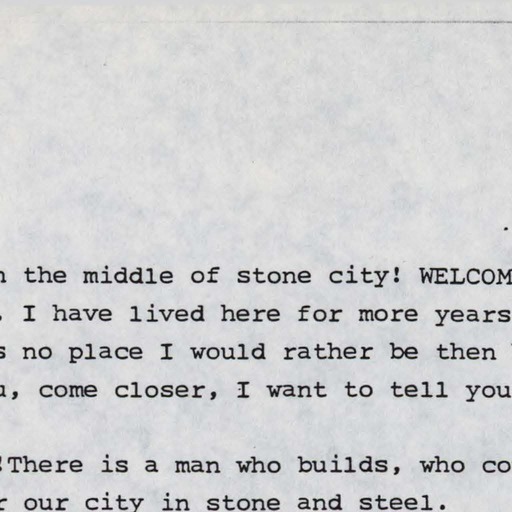 the middle of stone city! WELCOM
. I have lived here for more years
s no place I would rather be then
u, come closer, I want to tell you
!There is a man who builds, who co
r our city in stone and steel.